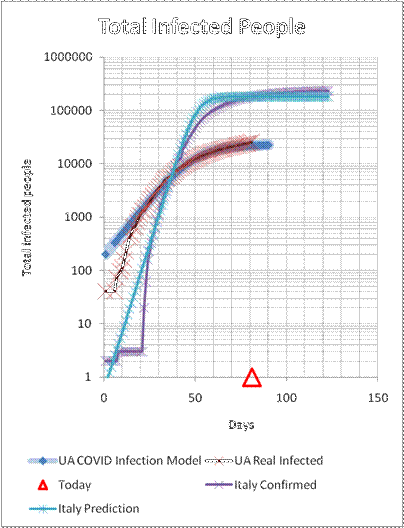 Total Infected People
1000000
100000
10000
1000
100
10
1
Total infected people
0 50 100 150
Days
UA COVID Infection Model UA Real Infected
Today Italy Confirmed
Italy Prediction